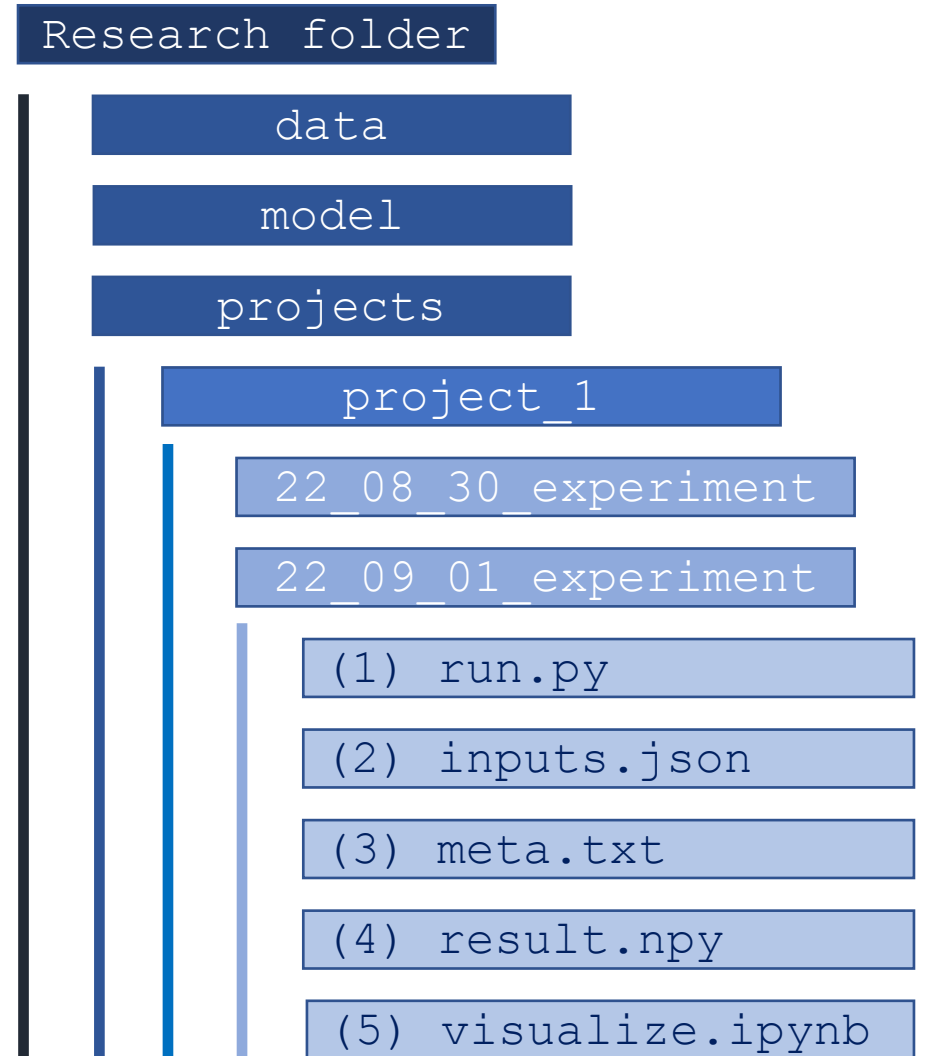 Research folder
data
model
projects
project_1
22_08_30_experiment
22_09_01_experiment
(1) run.py
(2) inputs.json
(3) meta.txt
(4) result.npy
(5) visualize.ipynb